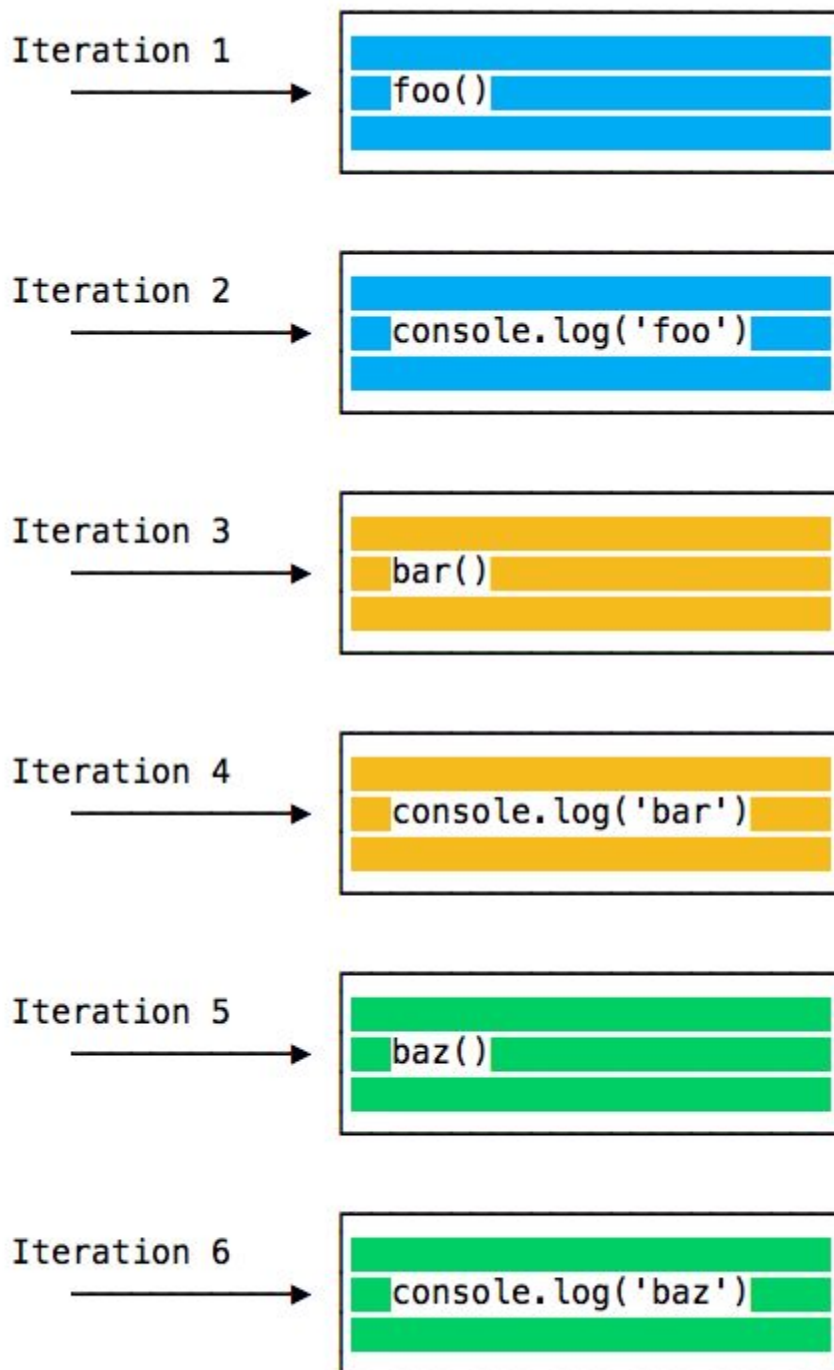 Iteration 1
foo()
Iteration 2
console.log('foo')
Iteration 3
bar()
Iteration 4
console.log('bar')
Iteration 5
baz()
Iteration 6
console.log('baz')